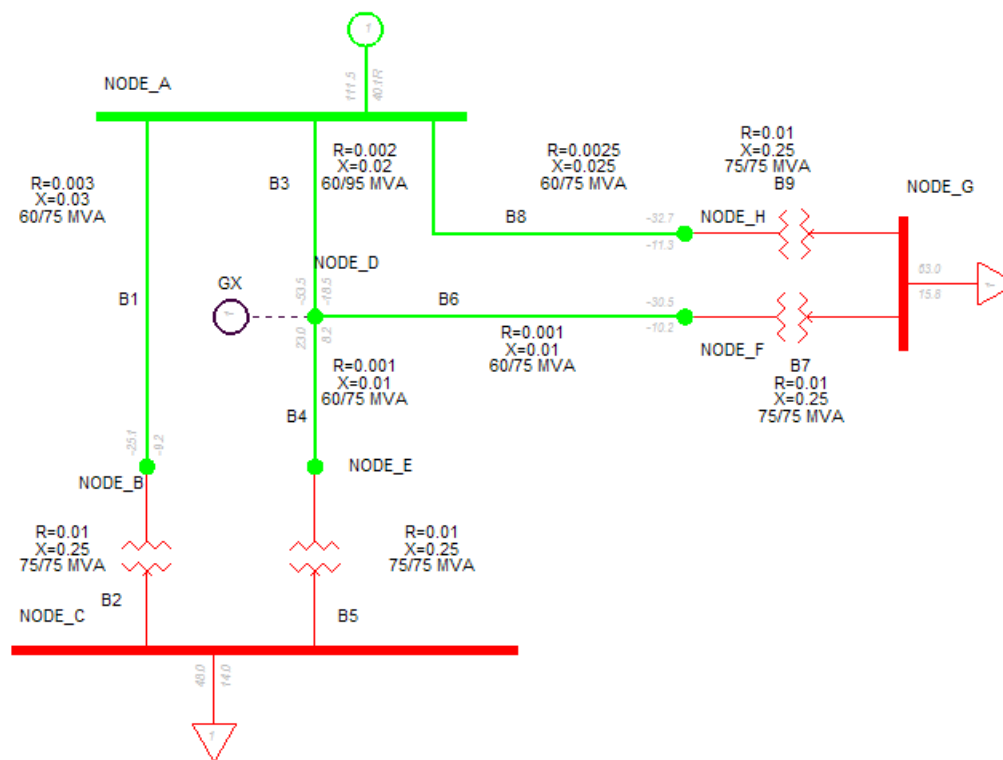 1
111.5
40.1R
NODE_A
R=0.003
X=0.03
60/75 MVA
B3
R=0.002
X=0.02
60/95 MVA
R=0.0025
X=0.025
60/75 MVA
R=0.01
X=0.25
75/75 MVA
B9
NODE_G
B8
-32.7
-11.3
NODE_H
NODE_D
-53.5
-18.5
63.0
15.8
1
GX
1
B1
B6
-30.5
-10.2
23.0
8.2
R=0.001
X=0.01
60/75 MVA
R=0.001
X=0.01
60/75 MVA
NODE_F
B7
R=0.01
X=0.25
75/75 MVA
B4
-25.1
-9.2
NODE_B
NODE_E
R=0.01
X=0.25
75/75 MVA
R=0.01
X=0.25
75/75 MVA
B2
NODE_C
B5
48.0
14.0
1